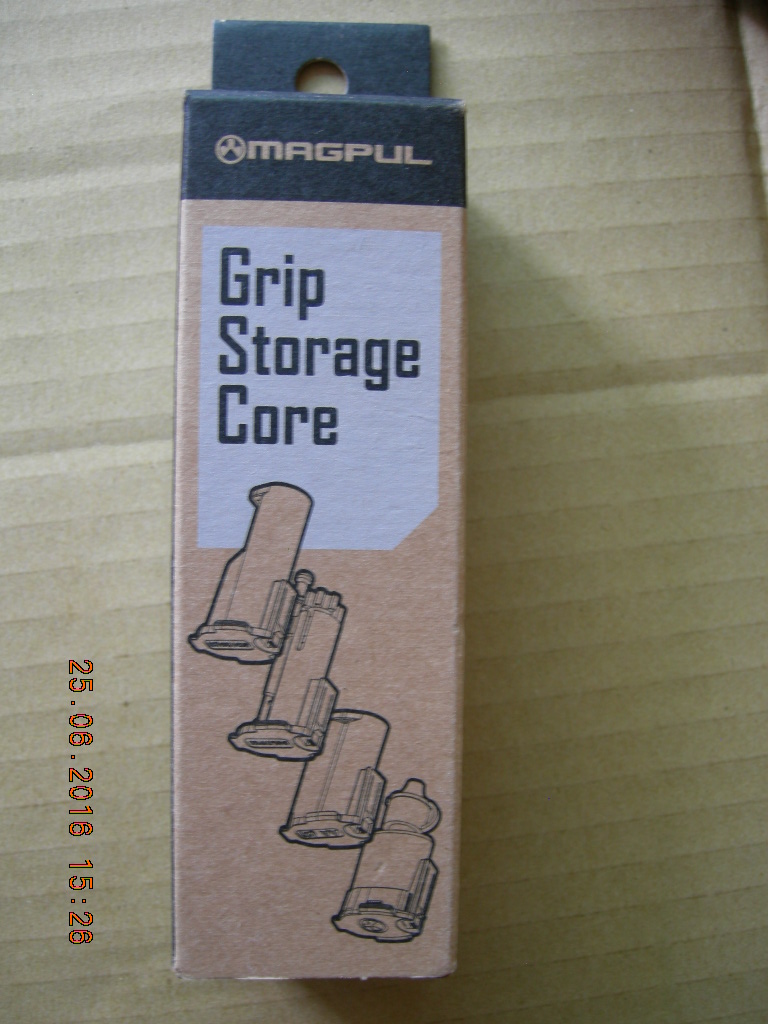 MAGPUL
Grip
Storage
Core
25.06.2016 15:26